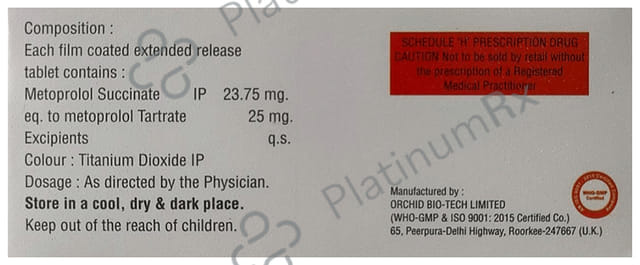 Composition :
Each film coated extended release
tablet contains :
Metoprolol Succinate IP 23.75 mg.
eq. to metoprolol Tartrate 25 mg.
Excipients q.s.
Colour : Titanium Dioxide IP
Dosage : As directed by the Physician.
Store in a cool, dry & dark place.
Keep out of the reach of children.
SCHEDULE 'H' PRESCRIPTION DRUG
CAUTION Not to be sold by retail without
the prescription of a Registered
Medical Practitioner
Manufactured by :
ORCHID BIO-TECH LIMITED
(WHO-GMP & ISO 9001: 2015 Certified Co.)
65, Peerpura-Delhi Highway, Roorkee-247667 (U.K.)
WHO-GMP
Certified
PlatinumRx